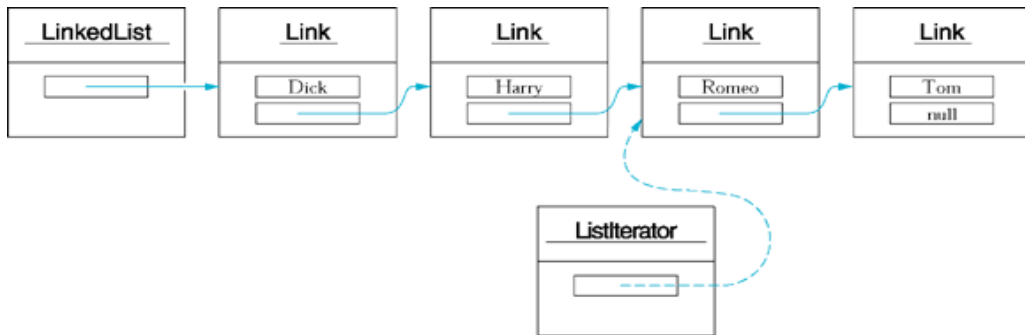 LinkedList
Link
Link
Link
Link
Dick
Harry
Romeo
Tom
null
ListIterator